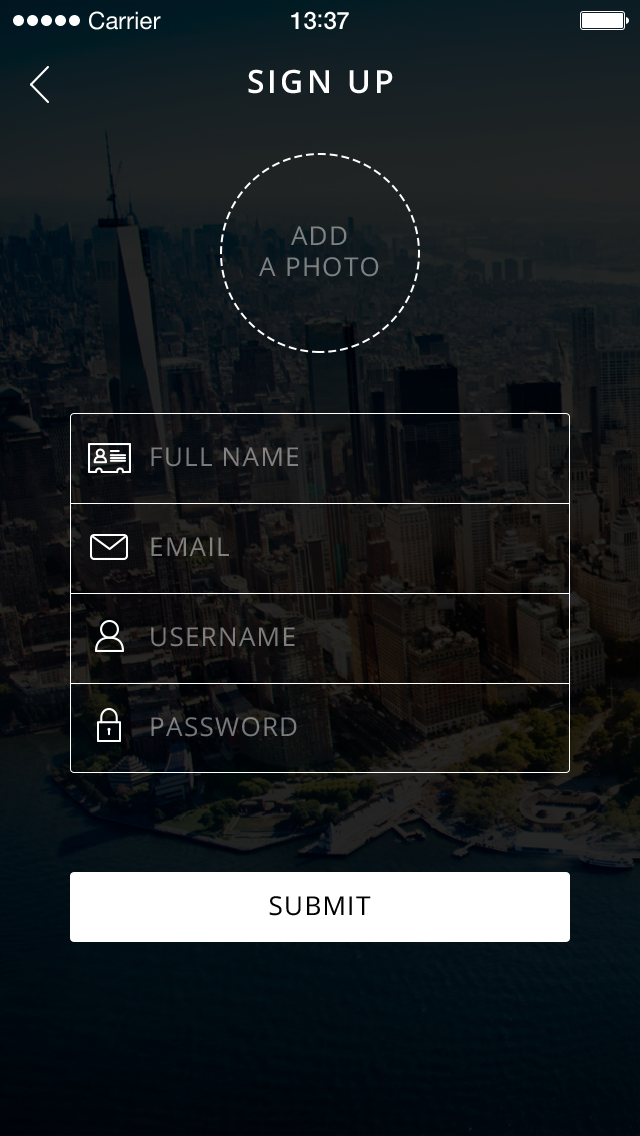 Carrier 13:37
SIGN UP
ADD
A PHOTO
FULL NAME
EMAIL
USERNAME
PASSWORD
SUBMIT